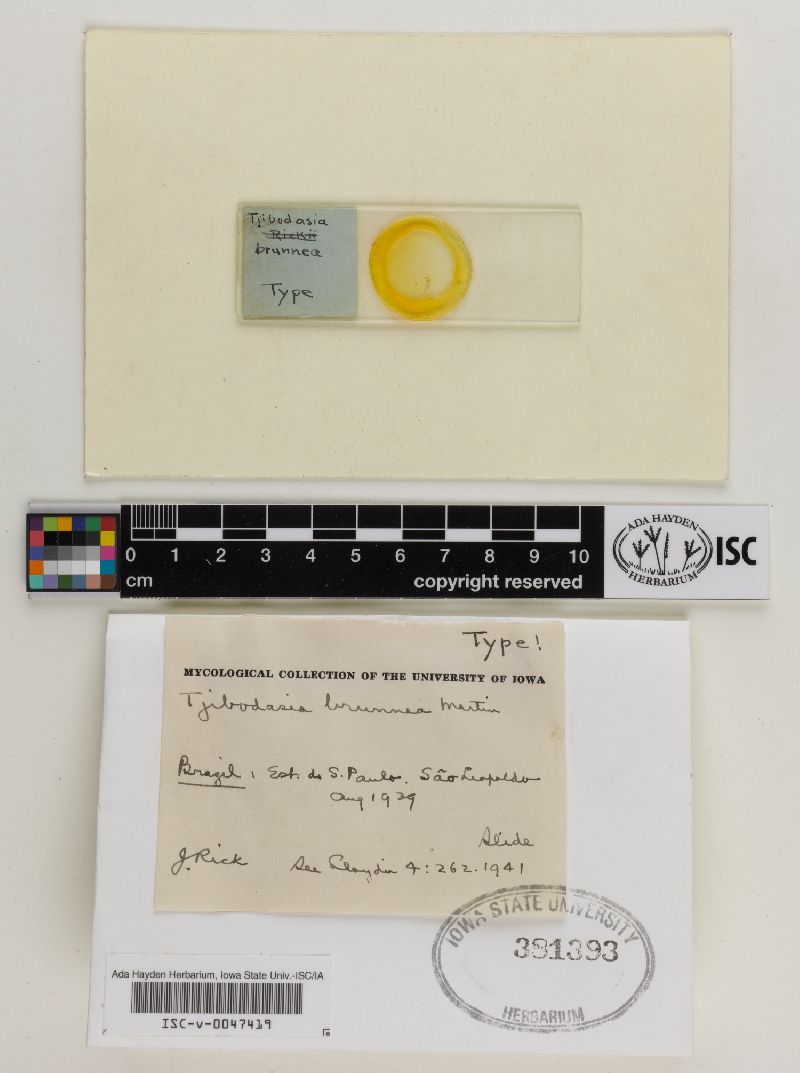 Tjibodasia
Rickii
brunnea
Type
0 1 2 3 4 5 6 7 8 9 10
cm
copyright reserved
ADA HAYDEN
HERBARIUM
ISC
Type!
MYCOLOGICAL COLLECTION OF THE UNIVERSITY OF IOWA
Tjibodasia brunnea Martin
Brazil: Est. de S. Paulo. São Leopoldo
Aug 1929
Slide
J. Rick See Lloydia 4:262.1941
IOWA STATE UNIVERSITY
381393
HERBARIUM
Ada Hayden Herbarium, Iowa State Univ.-ISC/IA
ISC-v-0047419